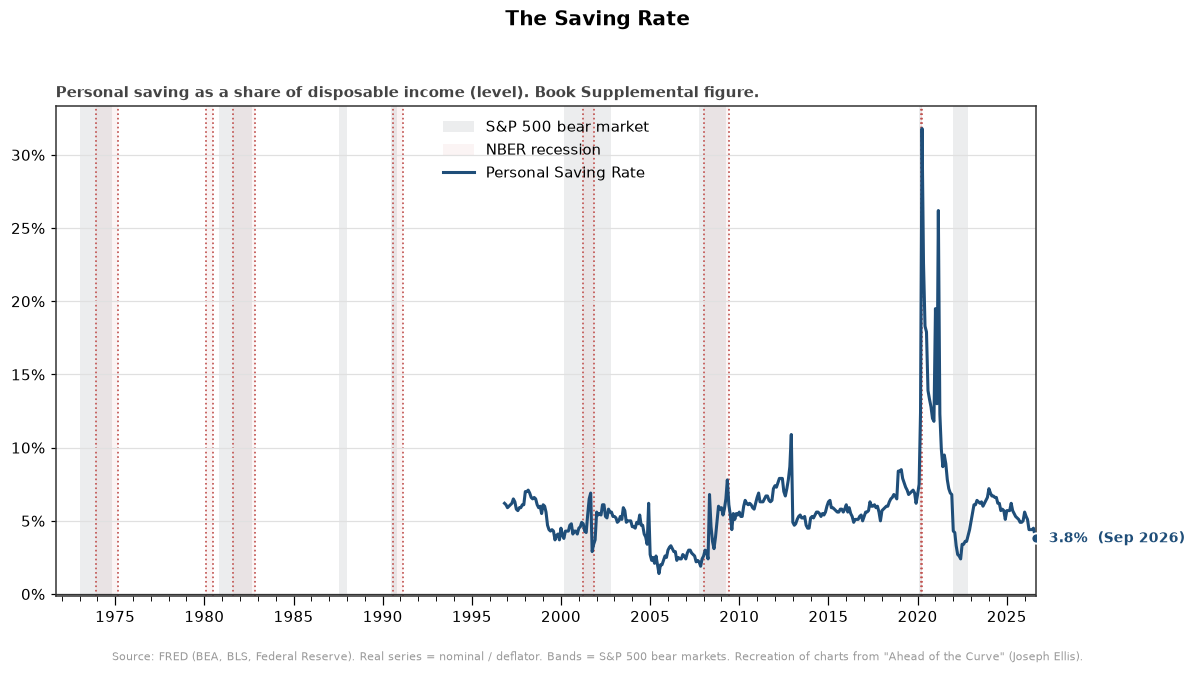 The Saving Rate
Personal saving as a share of disposable income (level). Book Supplemental figure.
S&P 500 bear market
NBER recession
Personal Saving Rate
30%
25%
20%
15%
10%
5%
0%
3.8%  (Sep 2026)
1975 1980 1985 1990 1995 2000 2005 2010 2015 2020 2025
Source: FRED (BEA, BLS, Federal Reserve). Real series = nominal / deflator. Bands = S&P 500 bear markets. Recreation of charts from "Ahead of the Curve" (Joseph Ellis).